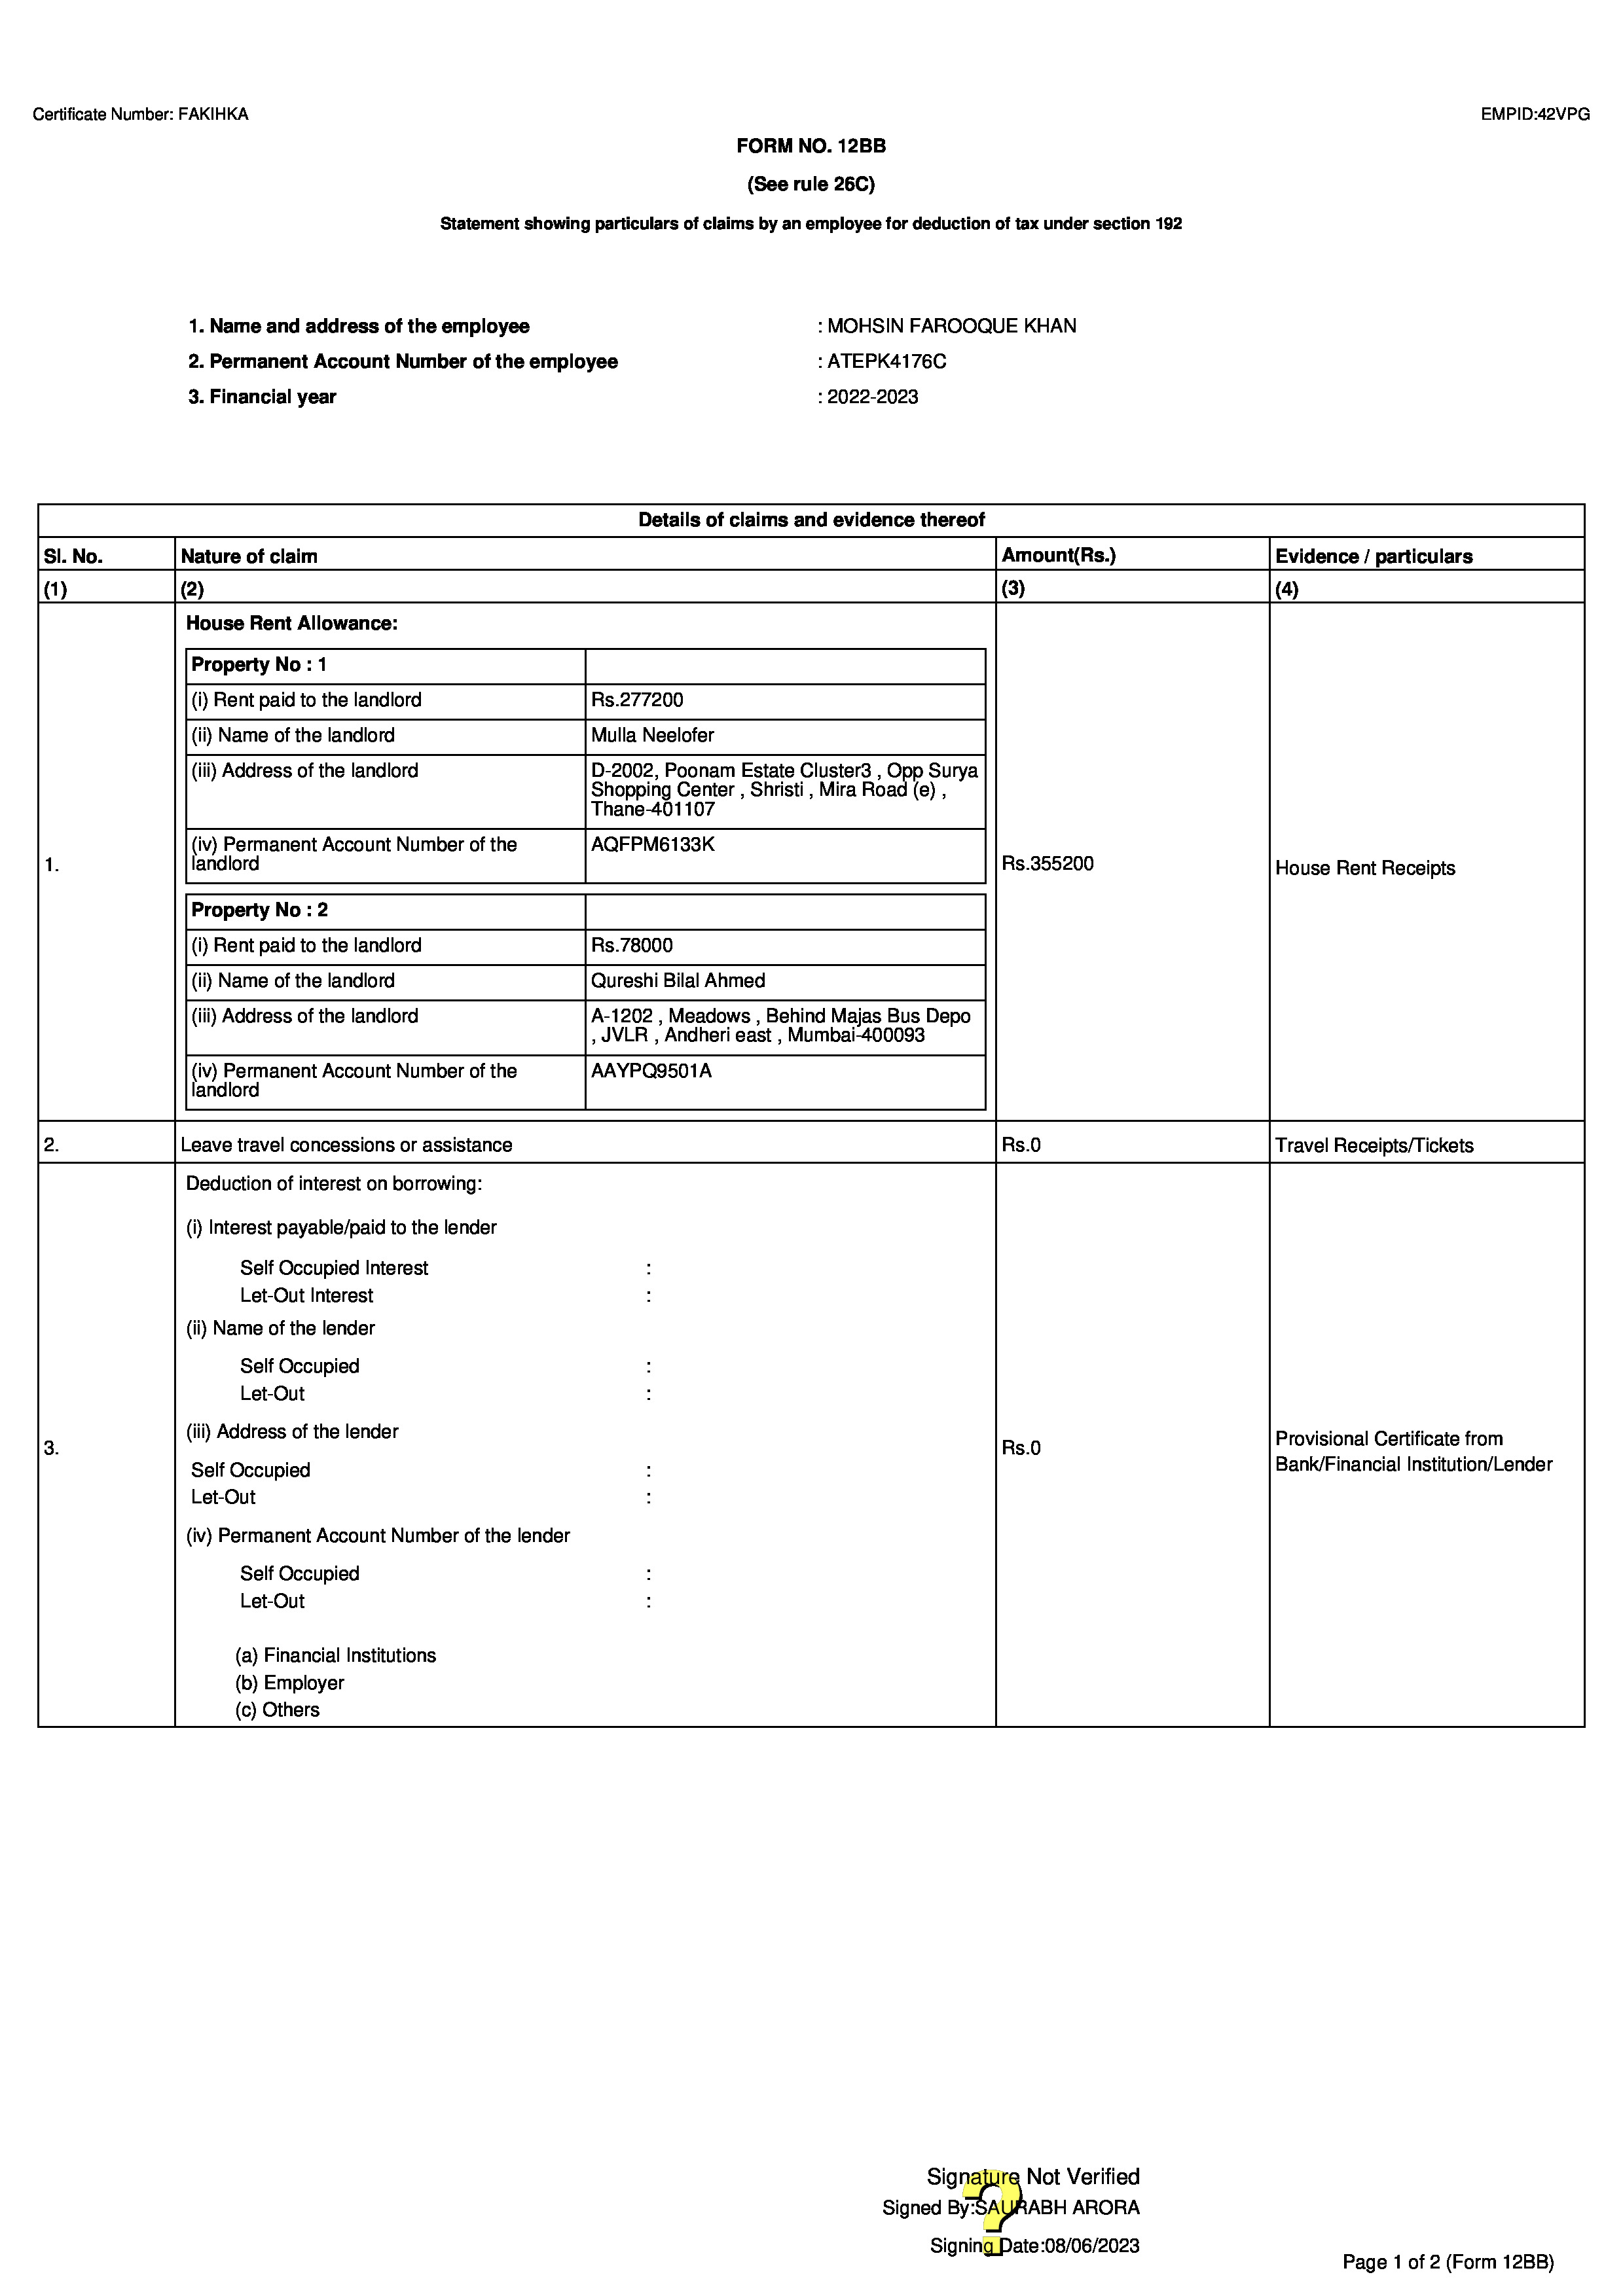 Certificate Number: FAKIHKA
EMPID:42VPG
FORM NO. 12BB
(See rule 26C)
Statement showing particulars of claims by an employee for deduction of tax under section 192
1. Name and address of the employee : MOHSIN FAROOQUE KHAN
2. Permanent Account Number of the employee : ATEPK4176C
3. Financial year : 2022-2023
Details of claims and evidence thereof
Sl. No. Nature of claim Amount(Rs.) Evidence / particulars
(1) (2) (3) (4)
1.
House Rent Allowance:
Property No : 1
(i) Rent paid to the landlord Rs.277200
(ii) Name of the landlord Mulla Neelofer
(iii) Address of the landlord D-2002, Poonam Estate Cluster3 , Opp Surya
Shopping Center , Shristi , Mira Road (e) ,
Thane-401107
(iv) Permanent Account Number of the AQFPM6133K
landlord
Property No : 2
(i) Rent paid to the landlord Rs.78000
(ii) Name of the landlord Qureshi Bilal Ahmed
(iii) Address of the landlord A-1202 , Meadows , Behind Majas Bus Depo
, JVLR , Andheri east , Mumbai-400093
(iv) Permanent Account Number of the AAYPQ9501A
landlord
Rs.355200
House Rent Receipts
2. Leave travel concessions or assistance Rs.0 Travel Receipts/Tickets
3.
Deduction of interest on borrowing:
(i) Interest payable/paid to the lender
Self Occupied Interest :
Let-Out Interest :
(ii) Name of the lender
Self Occupied :
Let-Out :
(iii) Address of the lender
Self Occupied :
Let-Out :
(iv) Permanent Account Number of the lender
Self Occupied :
Let-Out :
(a) Financial Institutions
(b) Employer
(c) Others
Rs.0
Provisional Certificate from
Bank/Financial Institution/Lender
Signature Not Verified
Signed By:SAURABH ARORA
Signing Date:08/06/2023
Page 1 of 2 (Form 12BB)